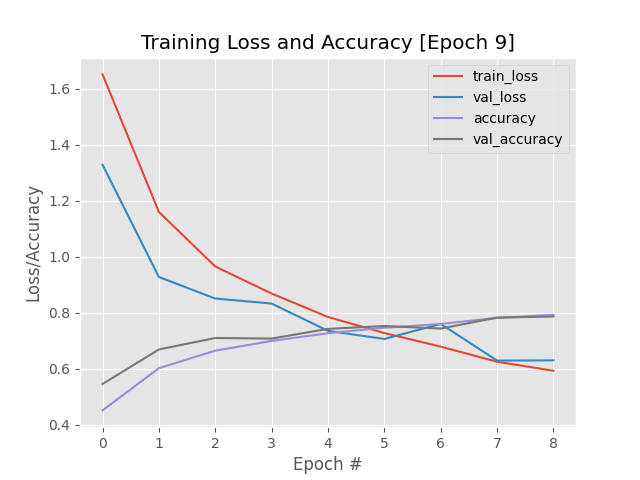 Training Loss and Accuracy [Epoch 9]
train_loss
val_loss
accuracy
val_accuracy
1.6
1.4
1.2
1.0
0.8
0.6
0.4
Loss/Accuracy
0 1 2 3 4 5 6 7 8
Epoch #